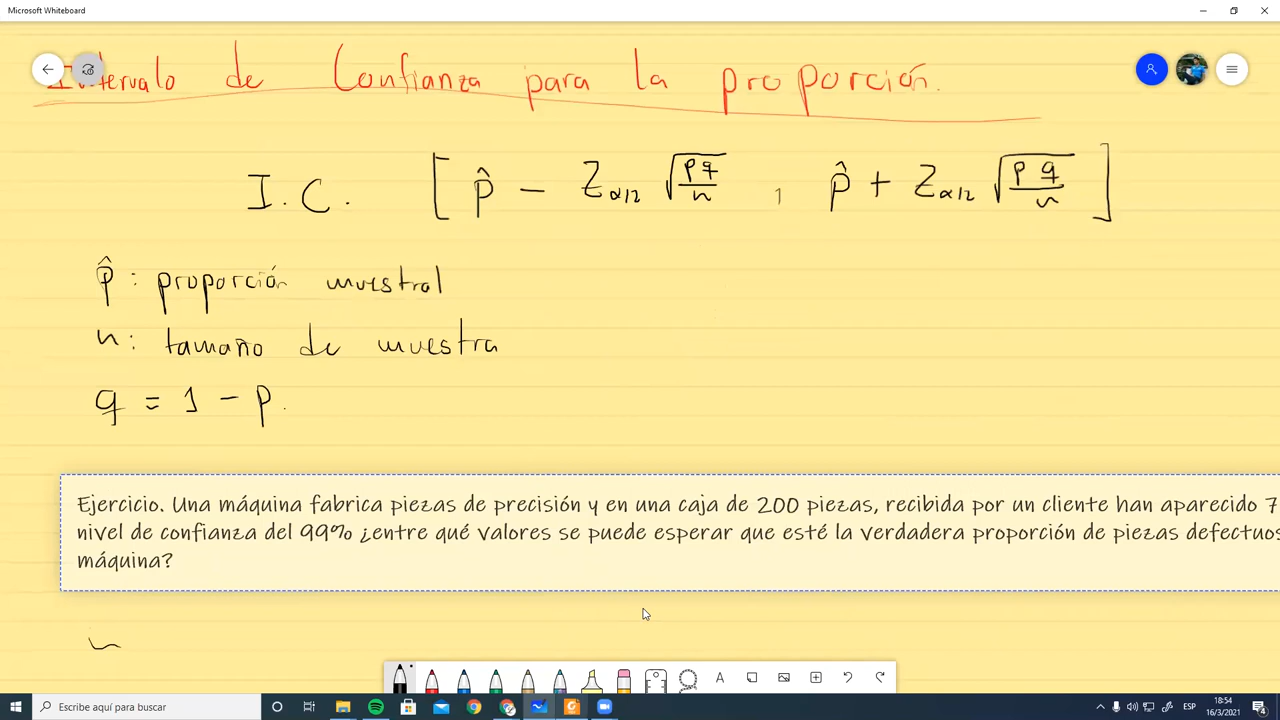 Microsoft Whiteboard
Intervalo de Confianza para la proporción.
I.C. [ p̂ - Zα/2 √(p q / n) , p̂ + Zα/2 √(p q / n) ]
p̂ : proporción muestral
n : tamaño de muestra
q = 1 - p.
Ejercicio. Una máquina fabrica piezas de precisión y en una caja de 200 piezas, recibida por un cliente han aparecido 7
nivel de confianza del 99% ¿entre qué valores se puede esperar que esté la verdadera proporción de piezas defectuos
máquina?
Escribe aquí para buscar
ESP
18:54
16/3/2021